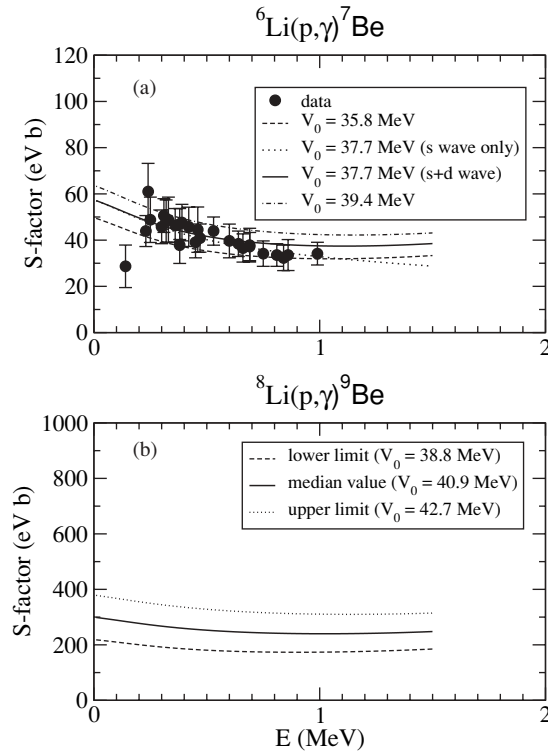 ⁶Li(p,γ)⁷Be
120
100
80
60
40
20
0
S-factor (eV b)
(a)
data
V₀ = 35.8 MeV
V₀ = 37.7 MeV (s wave only)
V₀ = 37.7 MeV (s+d wave)
V₀ = 39.4 MeV
0 1 2
⁸Li(p,γ)⁹Be
1000
800
600
400
200
0
S-factor (eV b)
(b)
lower limit (V₀ = 38.8 MeV)
median value (V₀ = 40.9 MeV)
upper limit (V₀ = 42.7 MeV)
0 1 2
E (MeV)